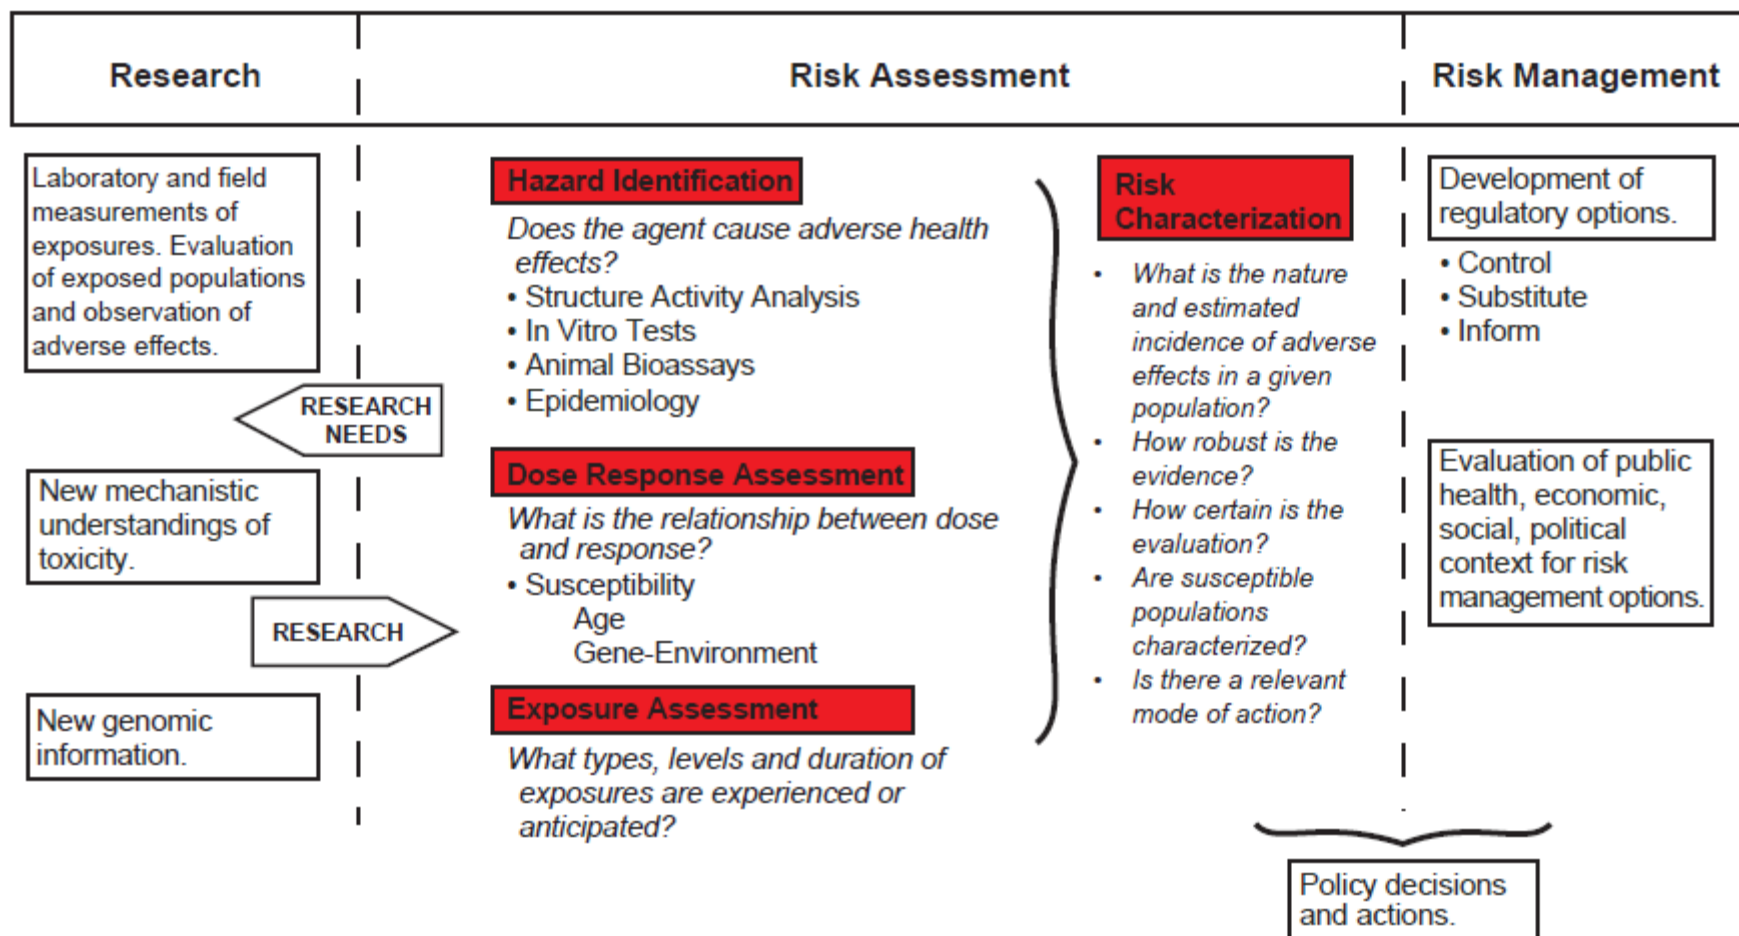 Research
Risk Assessment
Risk Management
Laboratory and field
measurements of
exposures. Evaluation
of exposed populations
and observation of
adverse effects.
RESEARCH
NEEDS
New mechanistic
understandings of
toxicity.
RESEARCH
New genomic
information.
Hazard Identification
Does the agent cause adverse health
effects?
• Structure Activity Analysis
• In Vitro Tests
• Animal Bioassays
• Epidemiology
Dose Response Assessment
What is the relationship between dose
and response?
• Susceptibility
Age
Gene-Environment
Exposure Assessment
What types, levels and duration of
exposures are experienced or
anticipated?
Risk
Characterization
• What is the nature
and estimated
incidence of adverse
effects in a given
population?
• How robust is the
evidence?
• How certain is the
evaluation?
• Are susceptible
populations
characterized?
• Is there a relevant
mode of action?
Development of
regulatory options.
• Control
• Substitute
• Inform
Evaluation of public
health, economic,
social, political
context for risk
management options.
Policy decisions
and actions.